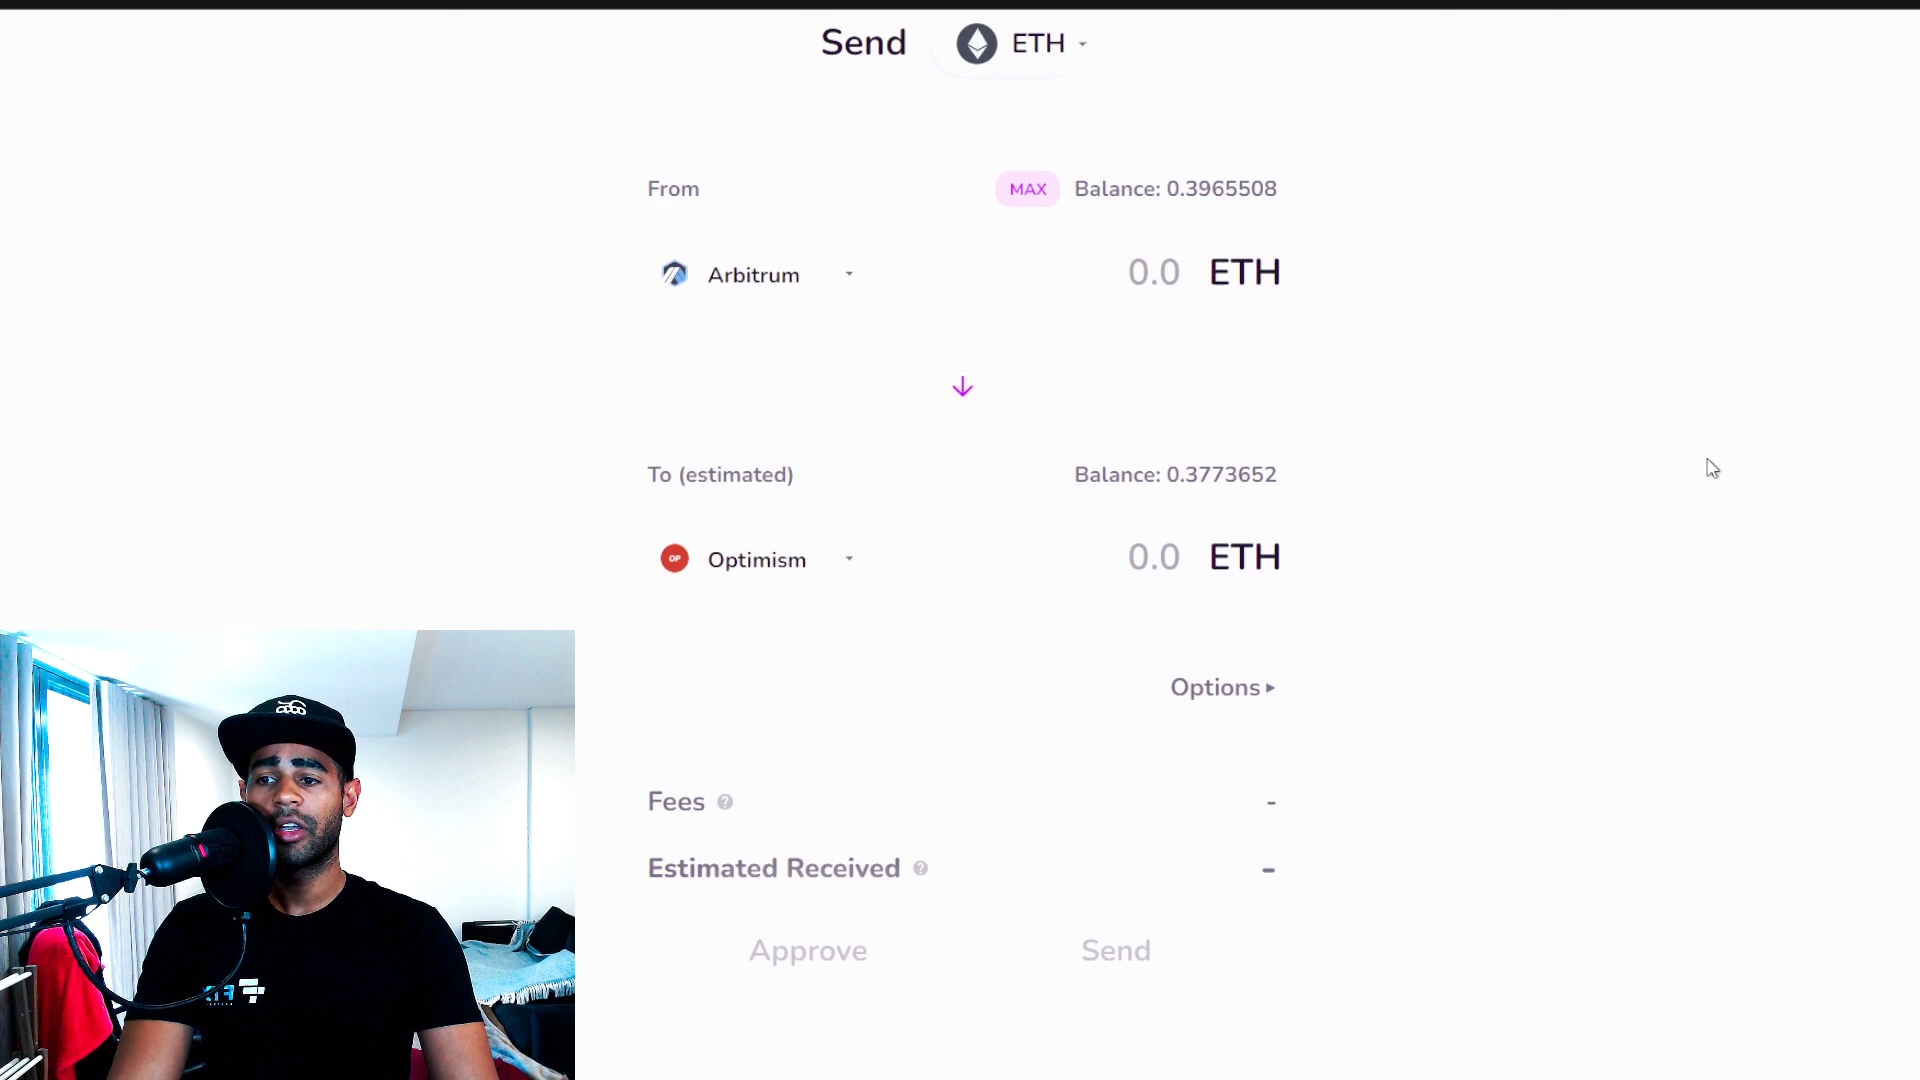 Send ETH
From MAX Balance: 0.3965508
Arbitrum 0.0 ETH
To (estimated) Balance: 0.3773652
OP Optimism 0.0 ETH
Options
Fees ? -
Estimated Received ? -
Approve Send